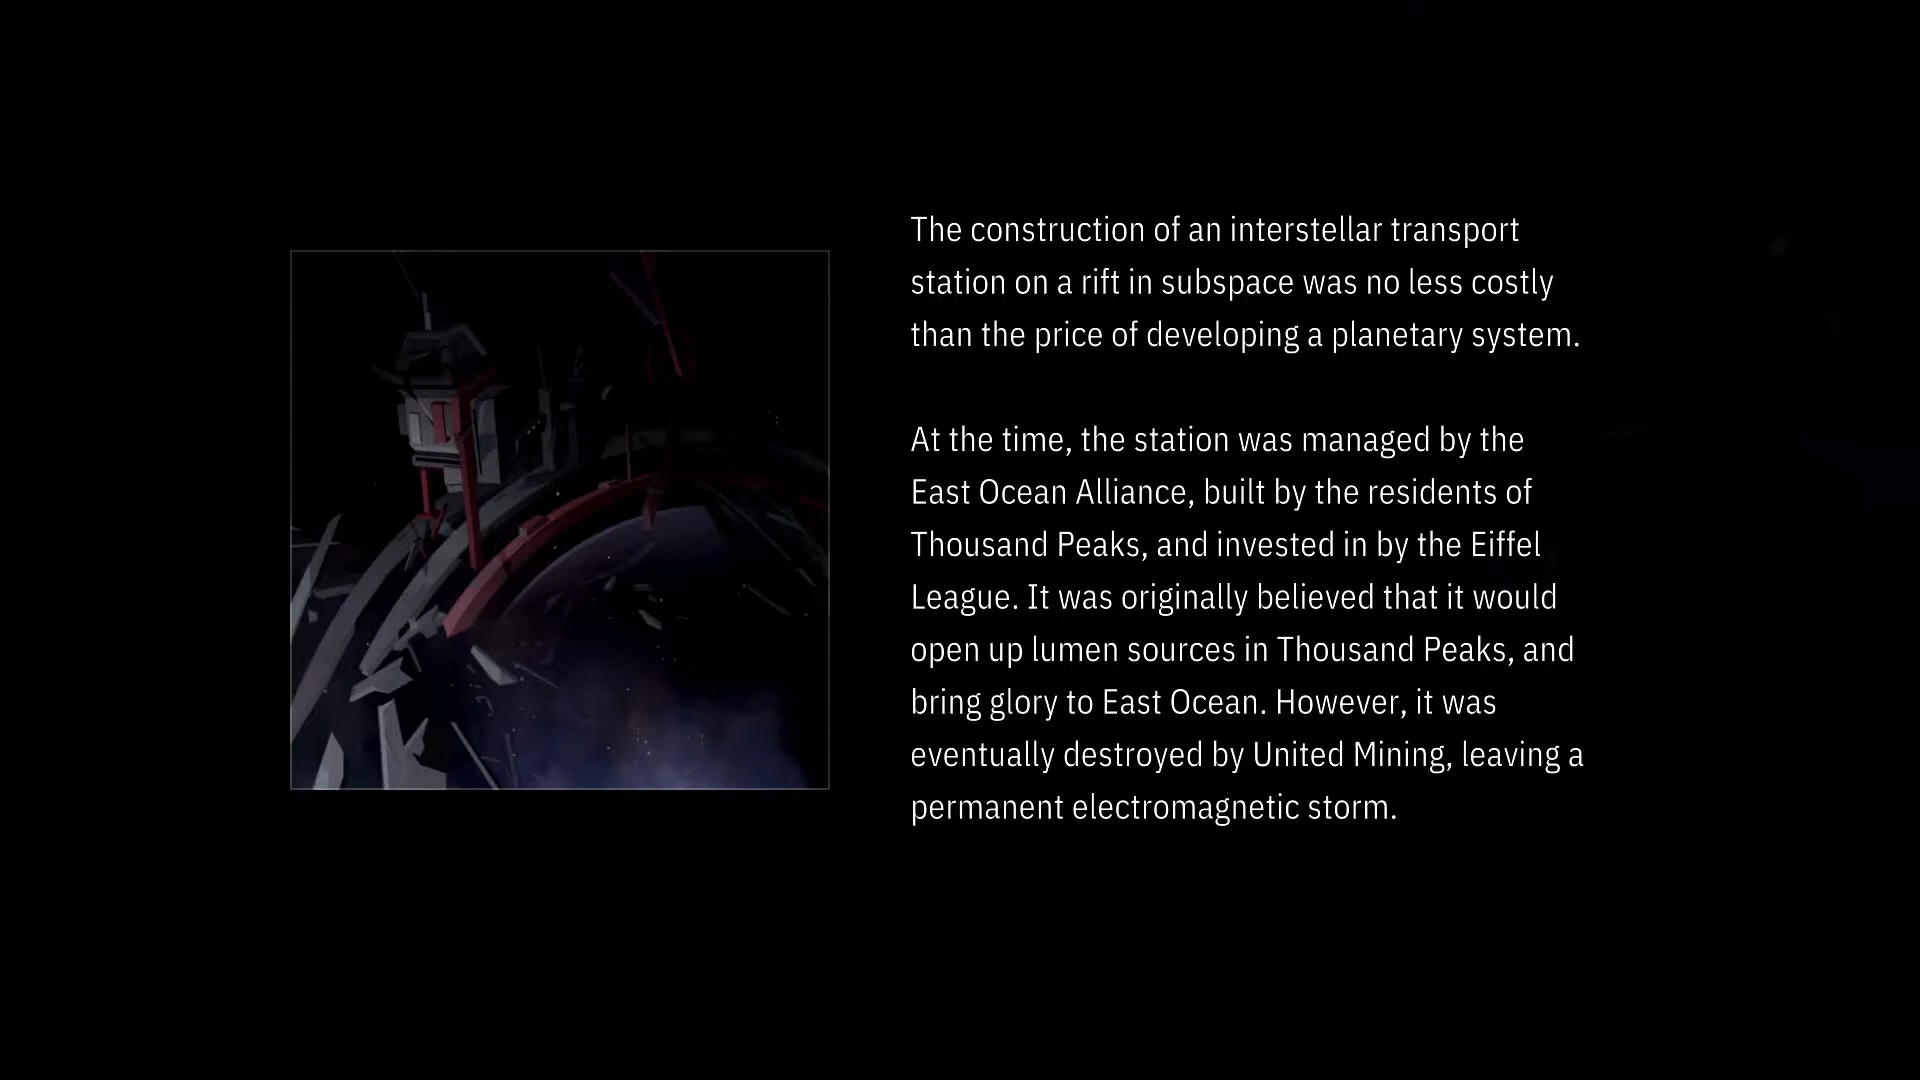 The construction of an interstellar transport
station on a rift in subspace was no less costly
than the price of developing a planetary system.
At the time, the station was managed by the
East Ocean Alliance, built by the residents of
Thousand Peaks, and invested in by the Eiffel
League. It was originally believed that it would
open up lumen sources in Thousand Peaks, and
bring glory to East Ocean. However, it was
eventually destroyed by United Mining, leaving a
permanent electromagnetic storm.